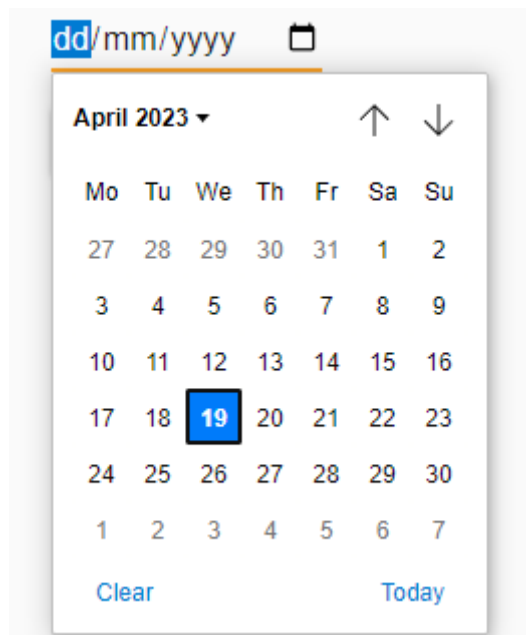 dd/mm/yyyy
April 2023
Mo Tu We Th Fr Sa Su
27 28 29 30 31 1 2
3 4 5 6 7 8 9
10 11 12 13 14 15 16
17 18 19 20 21 22 23
24 25 26 27 28 29 30
1 2 3 4 5 6 7
Clear Today